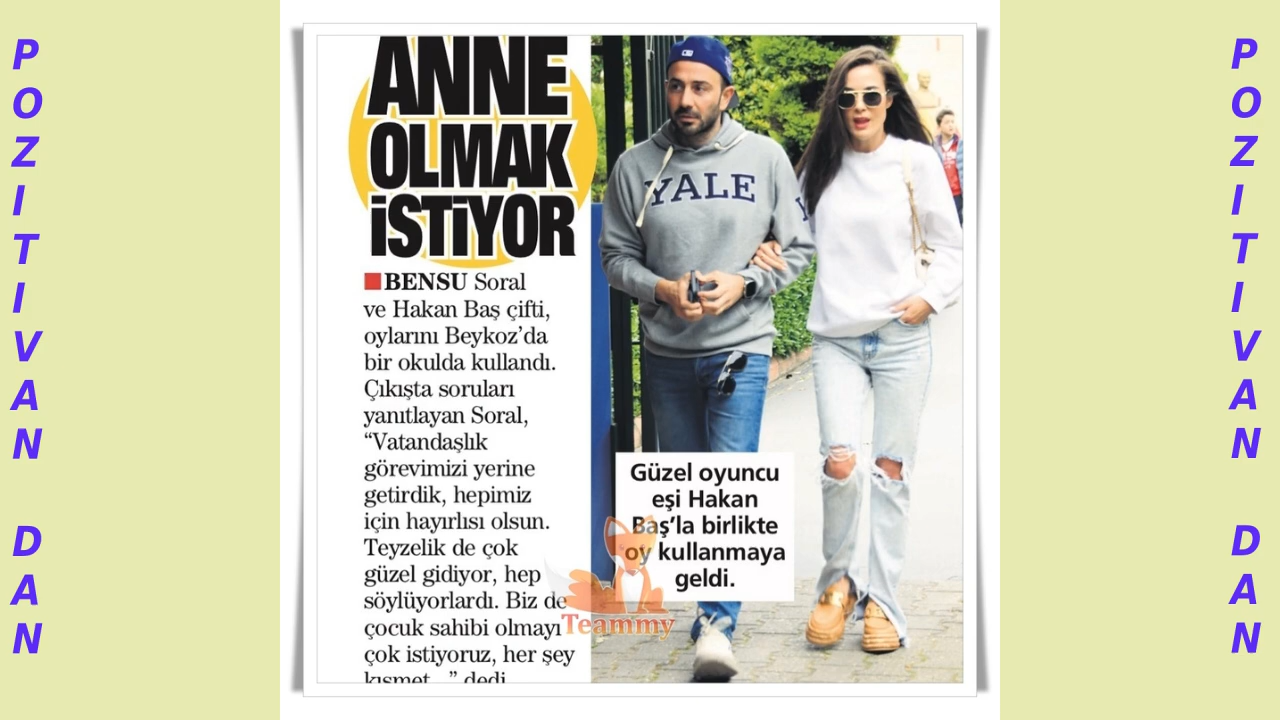 POZITIVAN DAN
ANNE
OLMAK
İSTİYOR
BENSU Soral
ve Hakan Baş çifti,
oylarını Beykoz’da
bir okulda kullandı.
Çıkışta soruları
yanıtlayan Soral,
“Vatandaşlık
görevimizi yerine
getirdik, hepimiz
için hayırlısı olsun.
Teyzelik de çok
güzel gidiyor, hep
söylüyorlardı. Biz de
çocuk sahibi olmayı
çok istiyoruz, her şey
kısmet...” dedi
YALE
Güzel oyuncu
eşi Hakan
Baş’la birlikte
oy kullanmaya
geldi.
Teammy
POZITIVAN DAN